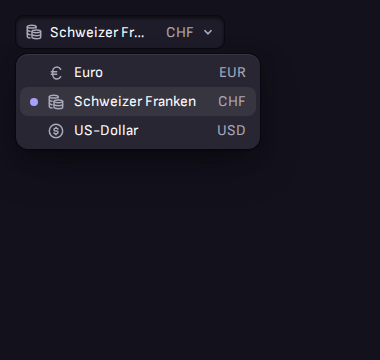 Schweizer Fr... CHF
Euro EUR
Schweizer Franken CHF
US-Dollar USD